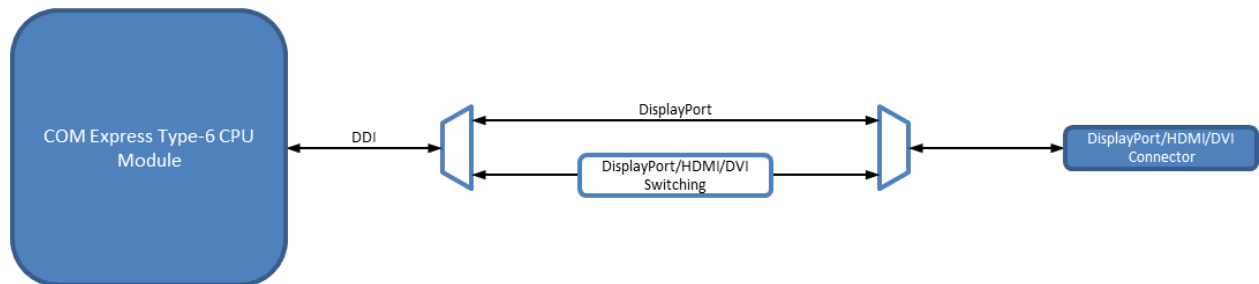 COM Express Type-6 CPU
Module
DDI
DisplayPort
DisplayPort/HDMI/DVI
Switching
DisplayPort/HDMI/DVI
Connector